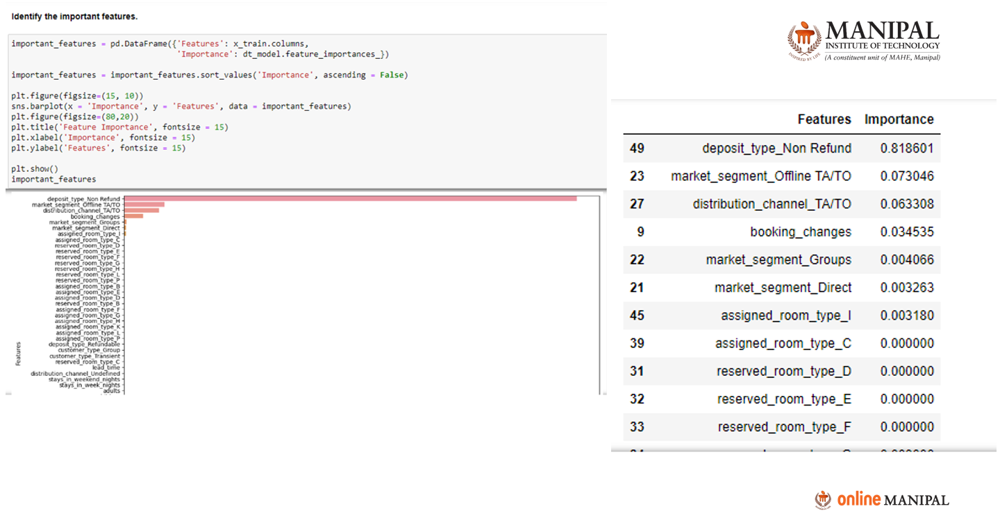 Identify the important features.
important_features = pd.DataFrame({'Features': x_train.columns,
'Importance': dt_model.feature_importances_})
important_features = important_features.sort_values('Importance', ascending = False)
plt.figure(figsize=(15, 10))
sns.barplot(x = 'Importance', y = 'Features', data = important_features)
plt.figure(figsize=(80,20))
plt.title('Feature Importance', fontsize = 15)
plt.xlabel('Importance', fontsize = 15)
plt.ylabel('Features', fontsize = 15)
plt.show()
important_features
deposit_type_Non Refund
market_segment_Offline TA/TO
distribution_channel_TA/TO
booking_changes
market_segment_Groups
market_segment_Direct
assigned_room_type_I
assigned_room_type_C
reserved_room_type_D
reserved_room_type_E
reserved_room_type_F
reserved_room_type_G
reserved_room_type_H
reserved_room_type_L
reserved_room_type_P
assigned_room_type_B
assigned_room_type_E
assigned_room_type_D
reserved_room_type_B
assigned_room_type_F
assigned_room_type_G
assigned_room_type_H
assigned_room_type_K
assigned_room_type_L
assigned_room_type_P
deposit_type_Refundable
customer_type_Group
customer_type_Transient
reserved_room_type_C
lead_time
distribution_channel_Undefined
stays_in_weekend_nights
stays_in_week_nights
adults
Features
MANIPAL
INSTITUTE OF TECHNOLOGY
(A constituent unit of MAHE, Manipal)
INSPIRED BY LIFE
Features Importance
49 deposit_type_Non Refund 0.818601
23 market_segment_Offline TA/TO 0.073046
27 distribution_channel_TA/TO 0.063308
9 booking_changes 0.034535
22 market_segment_Groups 0.004066
21 market_segment_Direct 0.003263
45 assigned_room_type_I 0.003180
39 assigned_room_type_C 0.000000
31 reserved_room_type_D 0.000000
32 reserved_room_type_E 0.000000
33 reserved_room_type_F 0.000000
online MANIPAL